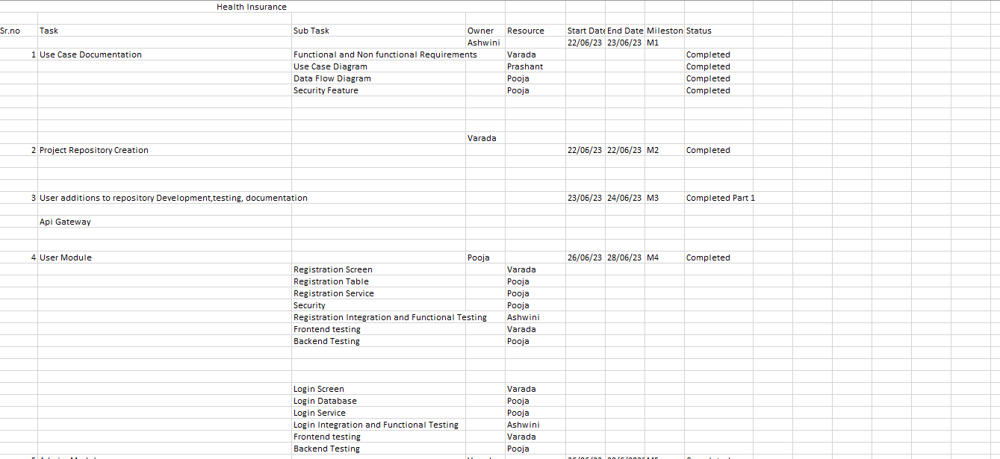 Health Insurance
Sr.no Task Sub Task Owner Resource Start Date End Date Mileston Status
Ashwini 22/06/23 23/06/23 M1
1 Use Case Documentation Functional and Non functional Requirements Varada Completed
Use Case Diagram Prashant Completed
Data Flow Diagram Pooja Completed
Security Feature Pooja Completed
Varada
2 Project Repository Creation 22/06/23 22/06/23 M2 Completed
3 User additions to repository Development,testing, documentation 23/06/23 24/06/23 M3 Completed Part 1
Api Gateway
4 User Module Pooja 26/06/23 28/06/23 M4 Completed
Registration Screen Varada
Registration Table Pooja
Registration Service Pooja
Security Pooja
Registration Integration and Functional Testing Ashwini
Frontend testing Varada
Backend Testing Pooja
Login Screen Varada
Login Database Pooja
Login Service Pooja
Login Integration and Functional Testing Ashwini
Frontend testing Varada
Backend Testing Pooja